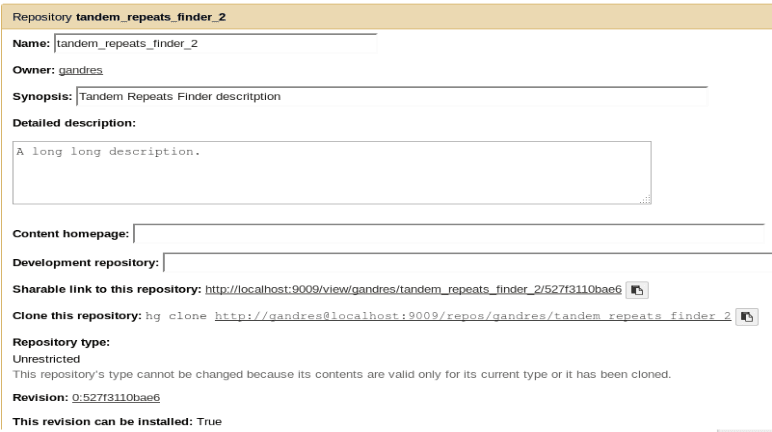 Repository tandem_repeats_finder_2
Name: tandem_repeats_finder_2
Owner: gandres
Synopsis: Tandem Repeats Finder descritption
Detailed description:
A long long description.
Content homepage:
Development repository:
Sharable link to this repository: http://localhost:9009/view/gandres/tandem_repeats_finder_2/527f3110bae6
Clone this repository: hg clone http://gandres@localhost:9009/repos/gandres/tandem_repeats_finder_2
Repository type:
Unrestricted
This repository's type cannot be changed because its contents are valid only for its current type or it has been cloned.
Revision: 0:527f3110bae6
This revision can be installed: True